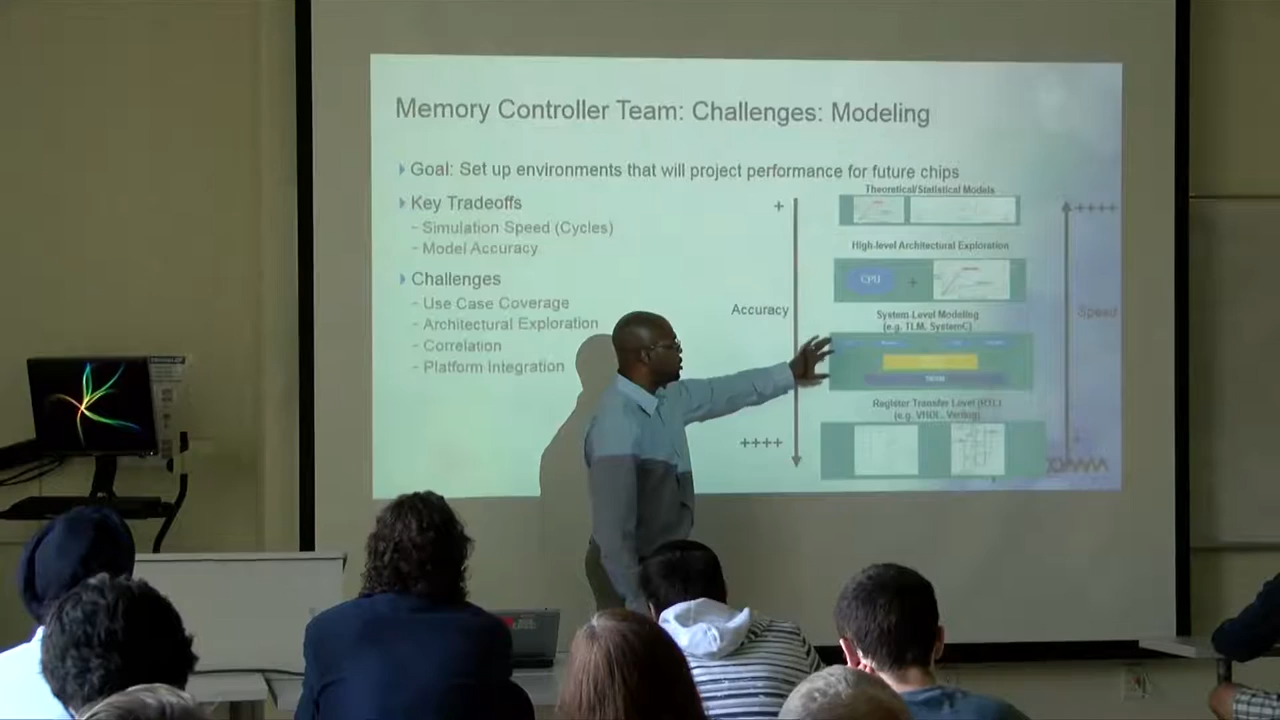 Memory Controller Team: Challenges: Modeling
Goal: Set up environments that will project performance for future chips
Key Tradeoffs
- Simulation Speed (Cycles)
- Model Accuracy
Challenges
- Use Case Coverage
- Architectural Exploration
- Correlation
- Platform Integration
Accuracy
+
++++
Theoretical/Statistical Models
High-level Architectural Exploration
CPU
+
System-Level Modeling
(e.g. TLM, SystemC)
Register Transfer Level (RTL)
(e.g. VHDL, Verilog)
++++
Speed
+